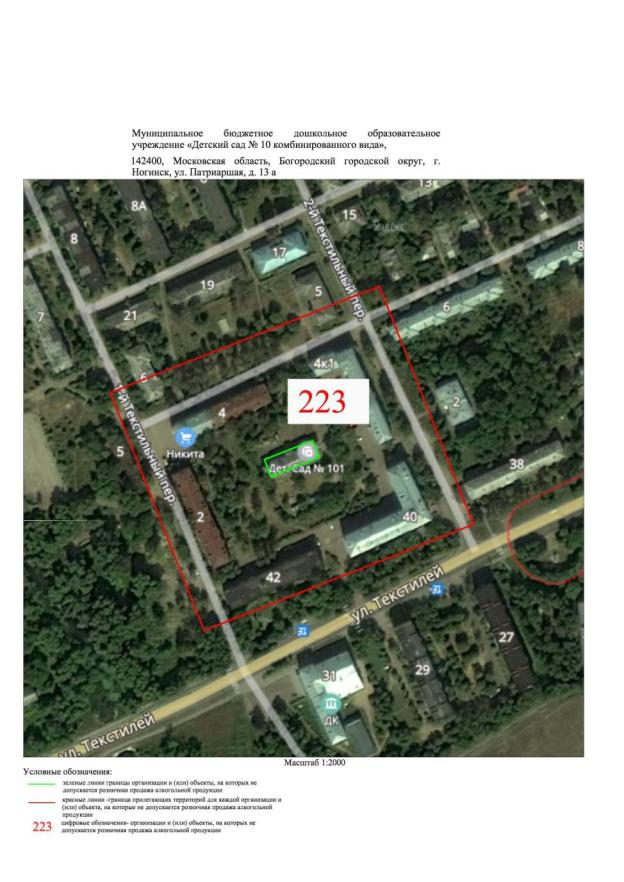 Муниципальное бюджетное дошкольное образовательное
учреждение «Детский сад № 10 комбинированного вида»,
142400, Московская область, Богородский городской округ, г.
Ногинск, ул. Патриаршая, д. 13 а
13
8А
15
Яндекс
2-й Текстильный пер.
8
17
8
19
5
7
21
6
4к1
6
223
4
2
1-й Текстильный пер.
5
Никита
Дет. Сад № 101
38
2
40
42
ул. Текстилей
27
29
31
ДК
ул. Текстилей
Масштаб 1:2000
Условные обозначения:
зеленые линии границы организации и (или) объекты, на которых не
допускается розничная продажа алкогольной продукции
красные линии -граница прилегающих территорий для каждой организации и
(или) объекта, на которые не допускается розничная продажа алкогольной
продукции
223
цифровые обозначения- организации и (или) объекты, на которых не
допускается розничная продажа алкогольной продукции